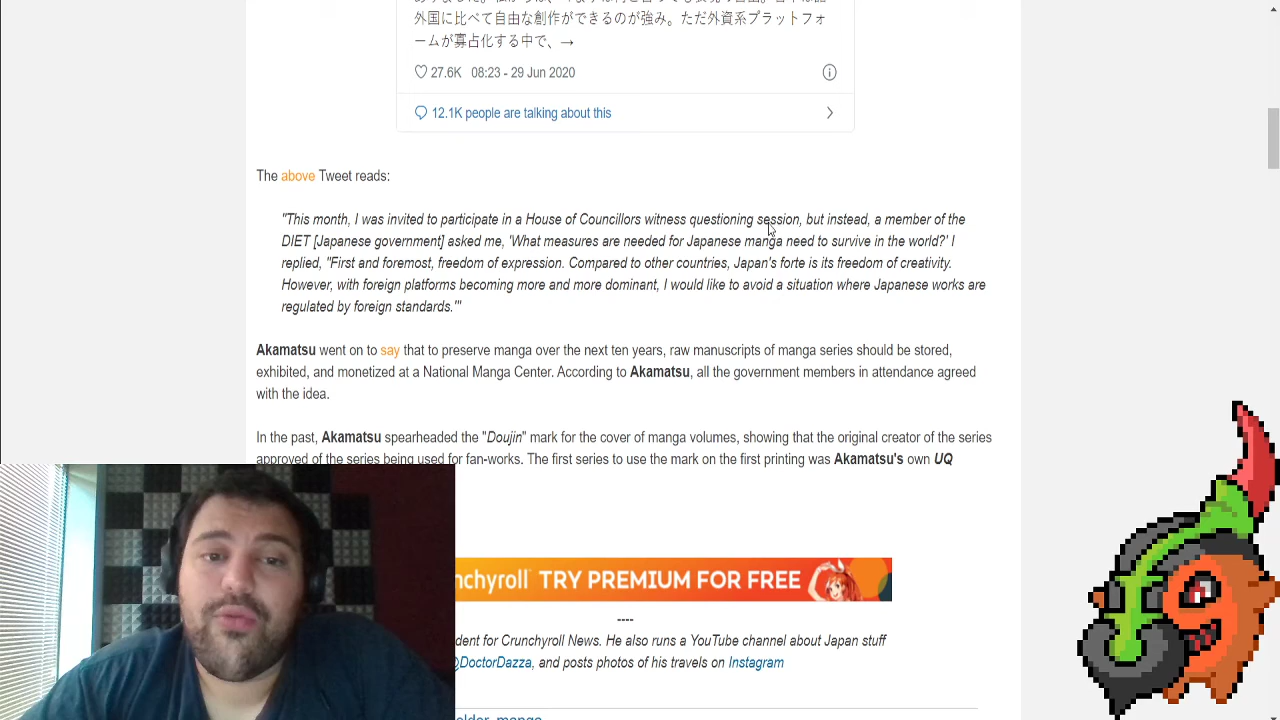 外国に比べて自由な創作ができるのが強み。ただ外資系プラットフォ
ームが寡占化する中で、→
27.6K 08:23 - 29 Jun 2020
12.1K people are talking about this
The above Tweet reads:
"This month, I was invited to participate in a House of Councillors witness questioning session, but instead, a member of the
DIET [Japanese government] asked me, 'What measures are needed for Japanese manga need to survive in the world?' I
replied, "First and foremost, freedom of expression. Compared to other countries, Japan's forte is its freedom of creativity.
However, with foreign platforms becoming more and more dominant, I would like to avoid a situation where Japanese works are
regulated by foreign standards.'"
Akamatsu went on to say that to preserve manga over the next ten years, raw manuscripts of manga series should be stored,
exhibited, and monetized at a National Manga Center. According to Akamatsu, all the government members in attendance agreed
with the idea.
In the past, Akamatsu spearheaded the "Doujin" mark for the cover of manga volumes, showing that the original creator of the series
approved of the series being used for fan-works. The first series to use the mark on the first printing was Akamatsu's own UQ
nchyroll TRY PREMIUM FOR FREE
----
dent for Crunchyroll News. He also runs a YouTube channel about Japan stuff
@DoctorDazza, and posts photos of his travels on Instagram